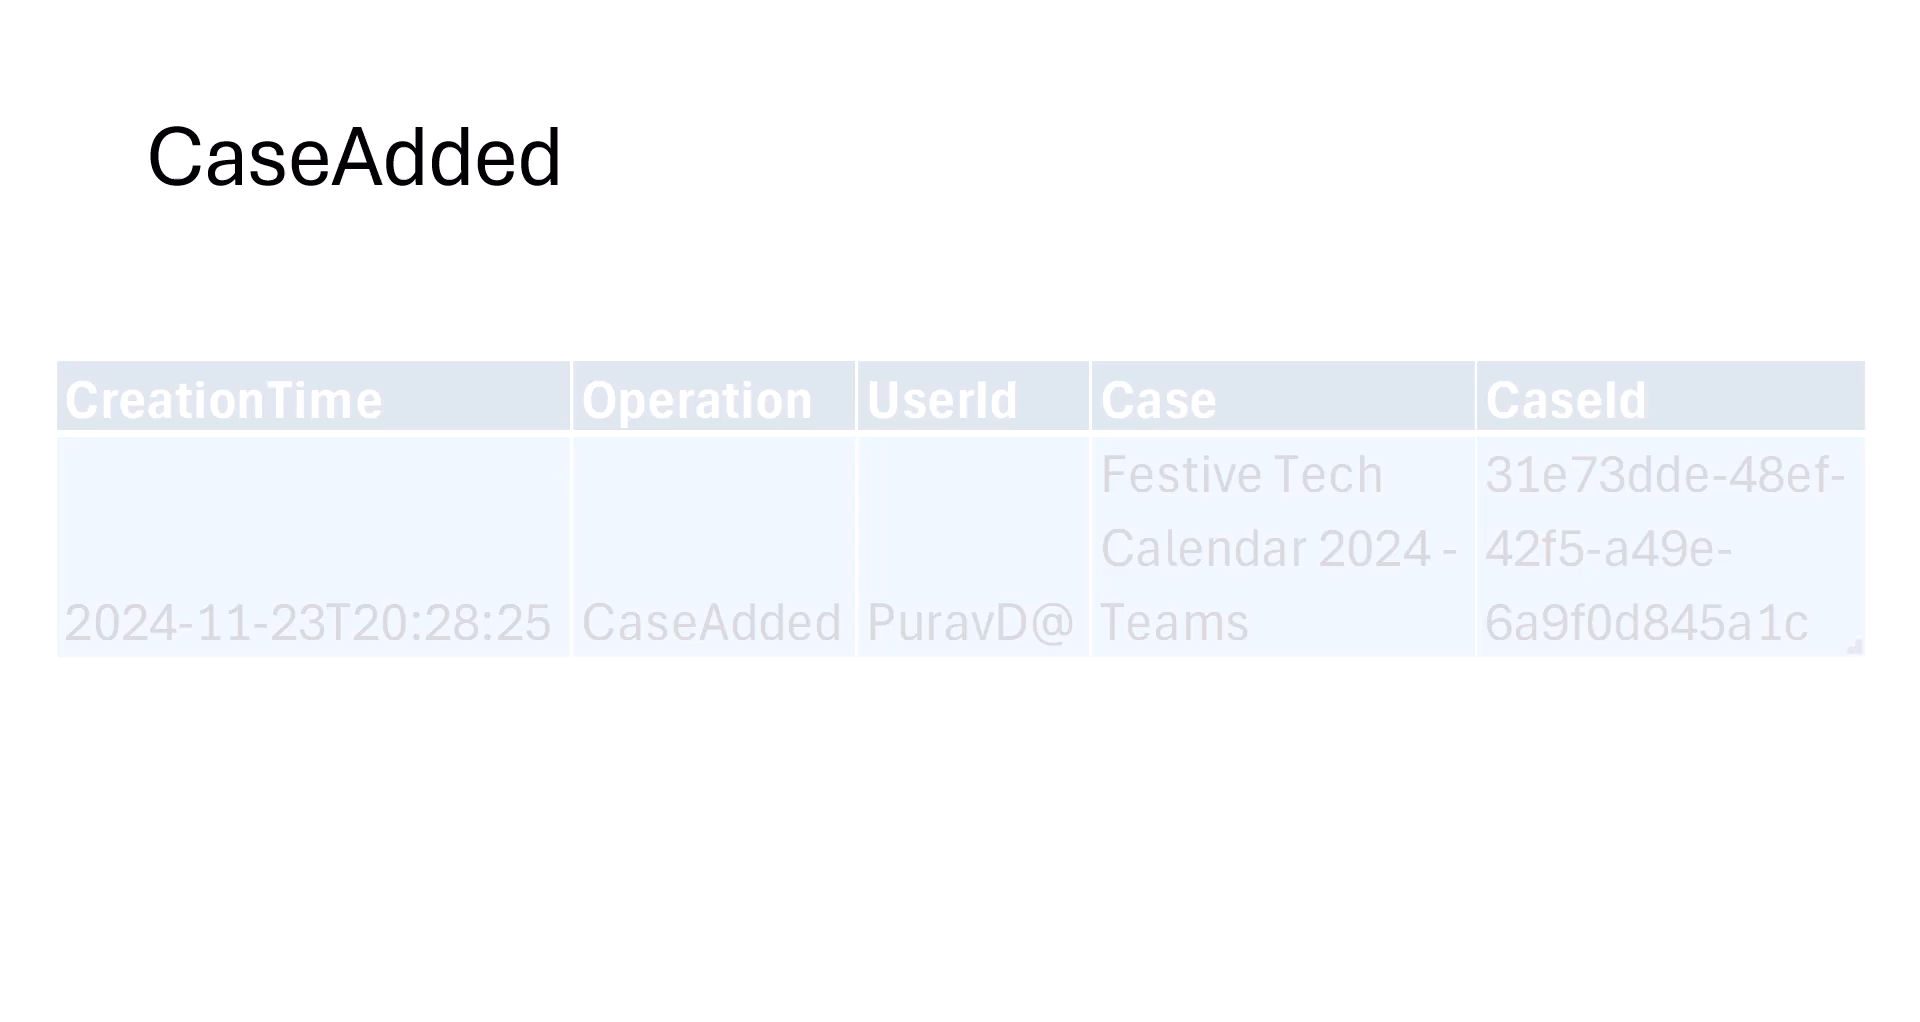 CaseAdded
CreationTime Operation UserId Case CaseId
Festive Tech 31e73dde-48ef-
Calendar 2024 - 42f5-a49e-
2024-11-23T20:28:25 CaseAdded PuravD@ Teams 6a9f0d845a1c